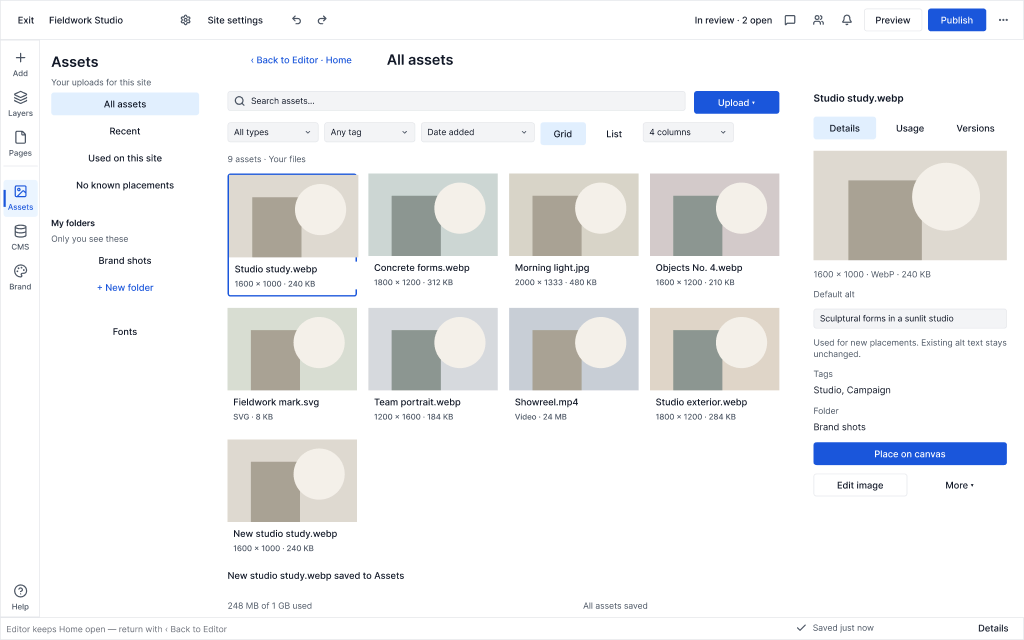 Exit
Fieldwork Studio
Site settings
In review · 2 open
Preview
Publish
Add
Layers
Pages
Assets
CMS
Brand
Help
Assets
Your uploads for this site
All assets
Recent
Used on this site
No known placements
My folders
Only you see these
Brand shots
+ New folder
Fonts
‹ Back to Editor · Home
All assets
Search assets...
Upload
All types
Any tag
Date added
Grid
List
4 columns
9 assets · Your files
Studio study.webp
1600 × 1000 · 240 KB
Concrete forms.webp
1800 × 1200 · 312 KB
Morning light.jpg
2000 × 1333 · 480 KB
Objects No. 4.webp
1600 × 1200 · 210 KB
Fieldwork mark.svg
SVG · 8 KB
Team portrait.webp
1200 × 1600 · 184 KB
Showreel.mp4
Video · 24 MB
Studio exterior.webp
1800 × 1200 · 284 KB
New studio study.webp
1600 × 1000 · 240 KB
New studio study.webp saved to Assets
248 MB of 1 GB used
All assets saved
Studio study.webp
Details
Usage
Versions
1600 × 1000 · WebP · 240 KB
Default alt
Sculptural forms in a sunlit studio
Used for new placements. Existing alt text stays
unchanged.
Tags
Studio, Campaign
Folder
Brand shots
Place on canvas
Edit image
More
Editor keeps Home open — return with ‹ Back to Editor
Saved just now
Details